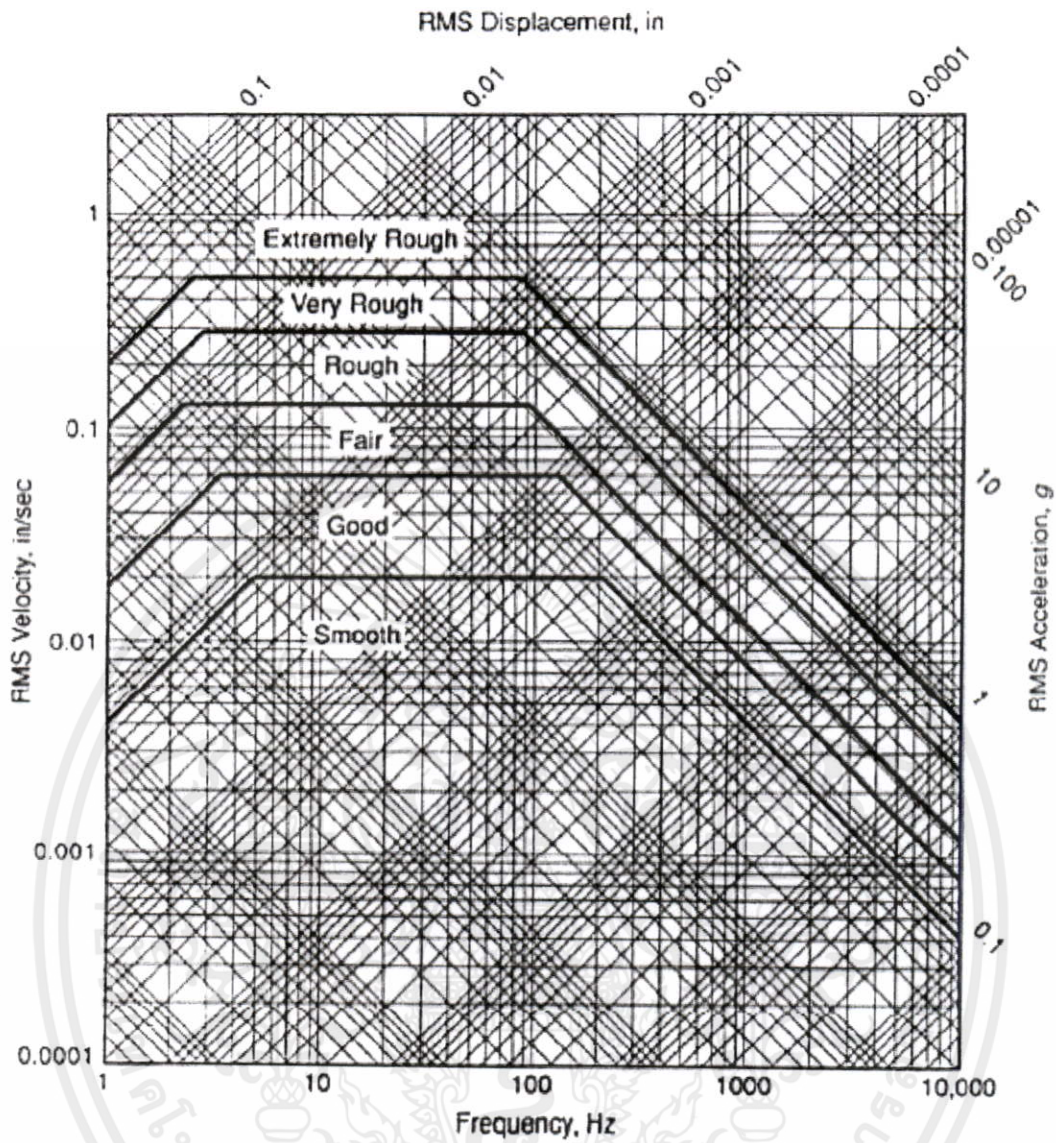 RMS Displacement, in
0.1
0.01
0.001
0.0001
0.00001
100
10
1
0.1
RMS Acceleration, g
1
0.1
0.01
0.001
0.0001
RMS Velocity, in/sec
Extremely Rough
Very Rough
Rough
Fair
Good
Smooth
1
10
100
1000
10,000
Frequency, Hz